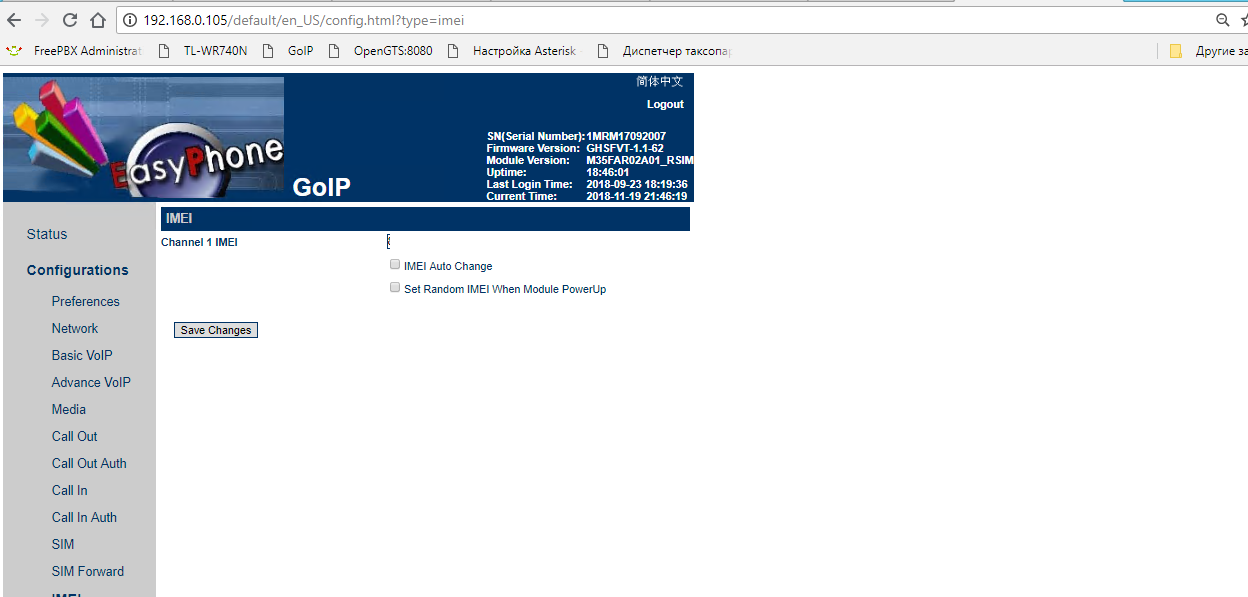 192.168.0.105/default/en_US/config.html?type=imei
FreePBX Administrat TL-WR740N GoIP OpenGTS:8080 Настройка Asterisk Диспетчер таксопар Другие за
简体中文
Logout
EasyPhone
GoIP
SN(Serial Number): 1MRM17092007
Firmware Version: GHSFVT-1.1-62
Module Version: M35FAR02A01_RSIM
Uptime: 18:46:01
Last Login Time: 2018-09-23 18:19:36
Current Time: 2018-11-19 21:46:19
Status
Configurations
Preferences
Network
Basic VoIP
Advance VoIP
Media
Call Out
Call Out Auth
Call In
Call In Auth
SIM
SIM Forward
IMEI
IMEI
Channel 1 IMEI
IMEI Auto Change
Set Random IMEI When Module PowerUp
Save Changes